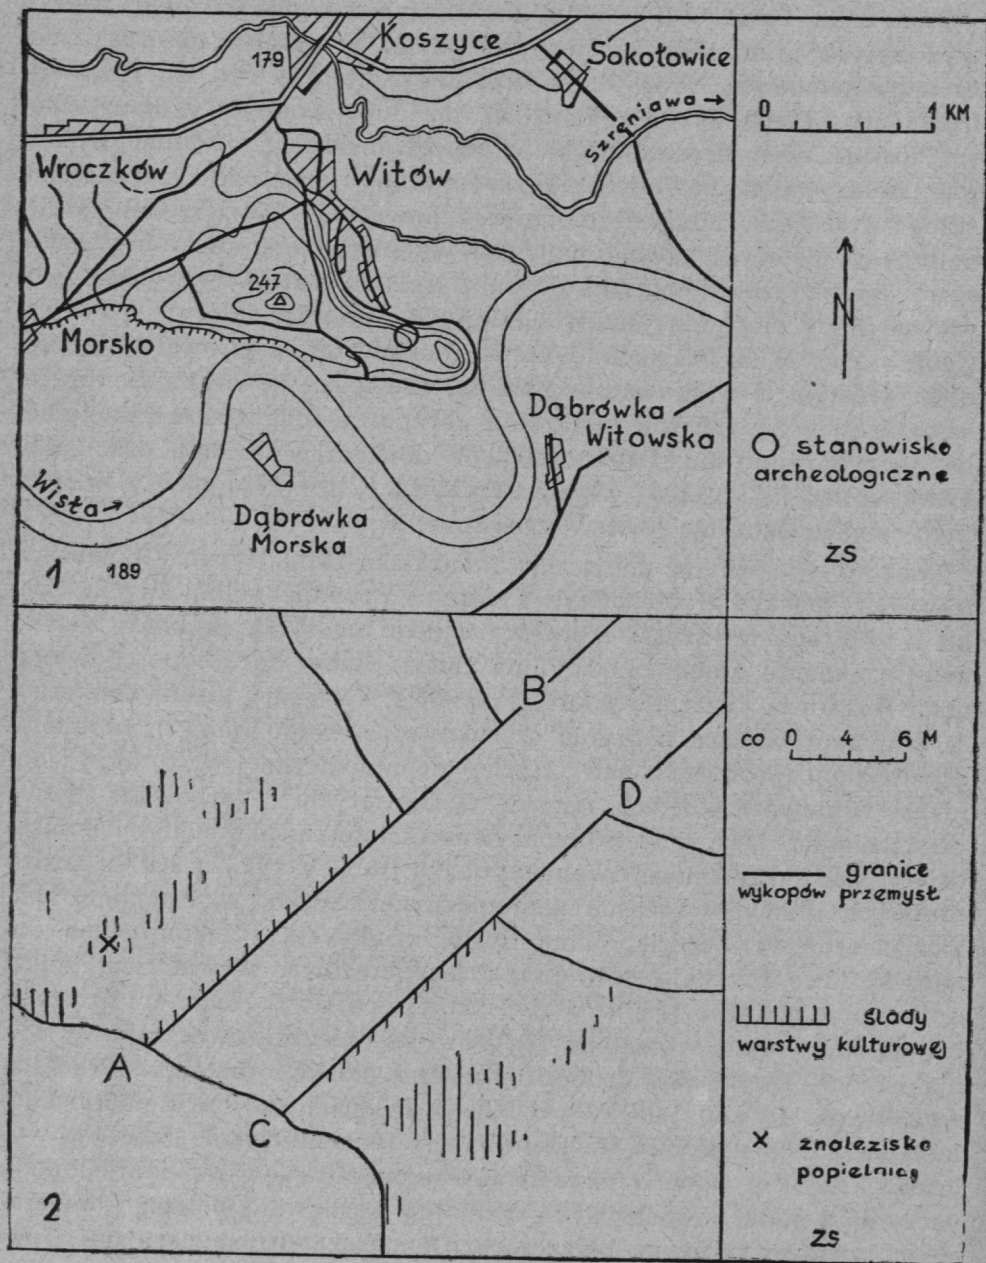 Koszyce
179
Sokołowice
Szreniawa →
0 1 KM
Wroczków
Witów
247
N
Morsko
Dąbrówka
Witowska
stanowisko
archeologiczne
Wisła →
Dąbrówka
Morska
1
189
ZS
B
co 0 4 6 M
D
granice
wykopów przemysł.
ślady
warstwy kulturowej
A
C
x znalezisko
popielnicy
2
ZS